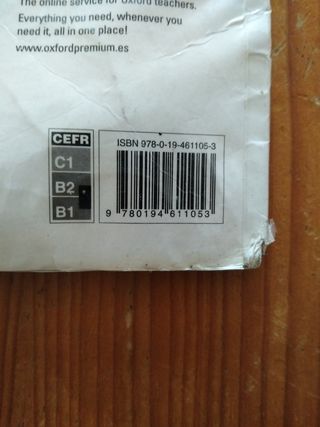 The online service for Oxford teachers.
Everything you need, whenever you
need it, all in one place!
www.oxfordpremium.es
CEFR
C1
B2
B1
ISBN 978-0-19-461105-3
9 780194 611053